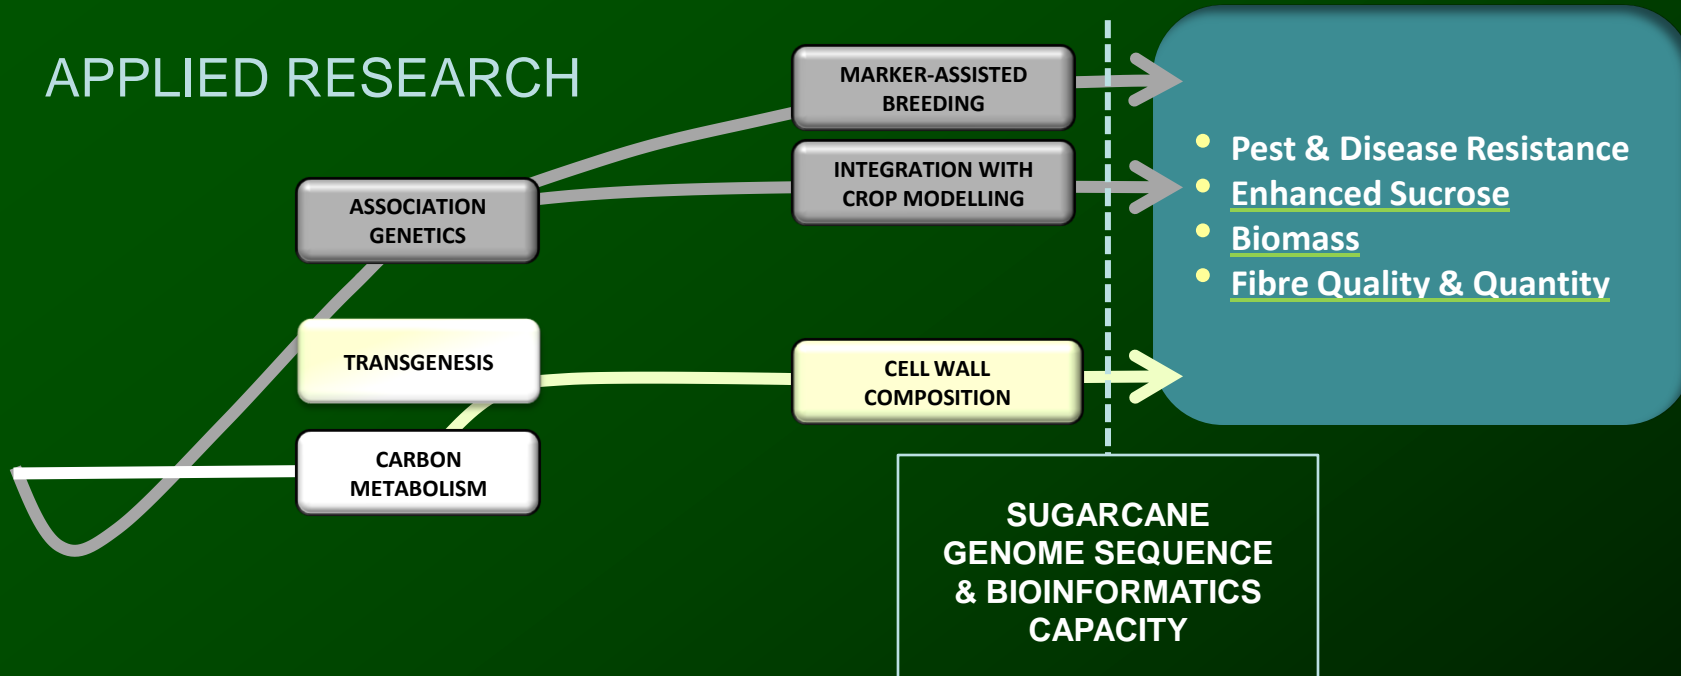 APPLIED RESEARCH
MARKER-ASSISTED
BREEDING
INTEGRATION WITH
CROP MODELLING
ASSOCIATION
GENETICS
TRANSGENESIS
CARBON
METABOLISM
CELL WALL
COMPOSITION
• Pest & Disease Resistance
• Enhanced Sucrose
• Biomass
• Fibre Quality & Quantity
SUGARCANE
GENOME SEQUENCE
& BIOINFORMATICS
CAPACITY